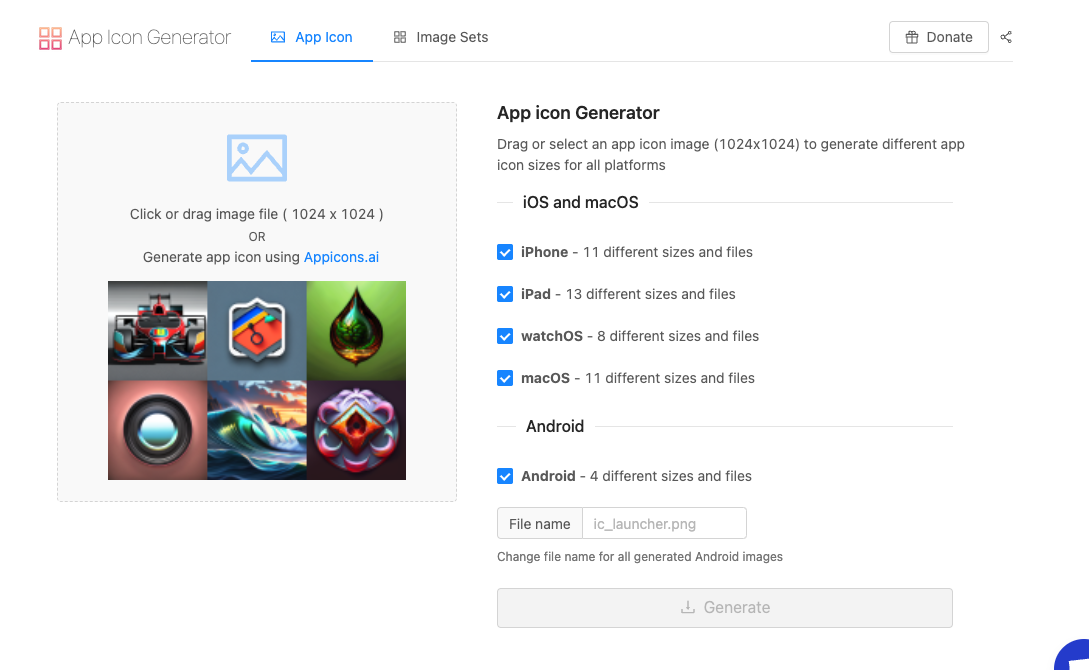 App Icon Generator
App Icon
Image Sets
Donate
Click or drag image file ( 1024 x 1024 )
OR
Generate app icon using Appicons.ai
App icon Generator
Drag or select an app icon image (1024x1024) to generate different app
icon sizes for all platforms
iOS and macOS
iPhone - 11 different sizes and files
iPad - 13 different sizes and files
watchOS - 8 different sizes and files
macOS - 11 different sizes and files
Android
Android - 4 different sizes and files
File name
ic_launcher.png
Change file name for all generated Android images
Generate